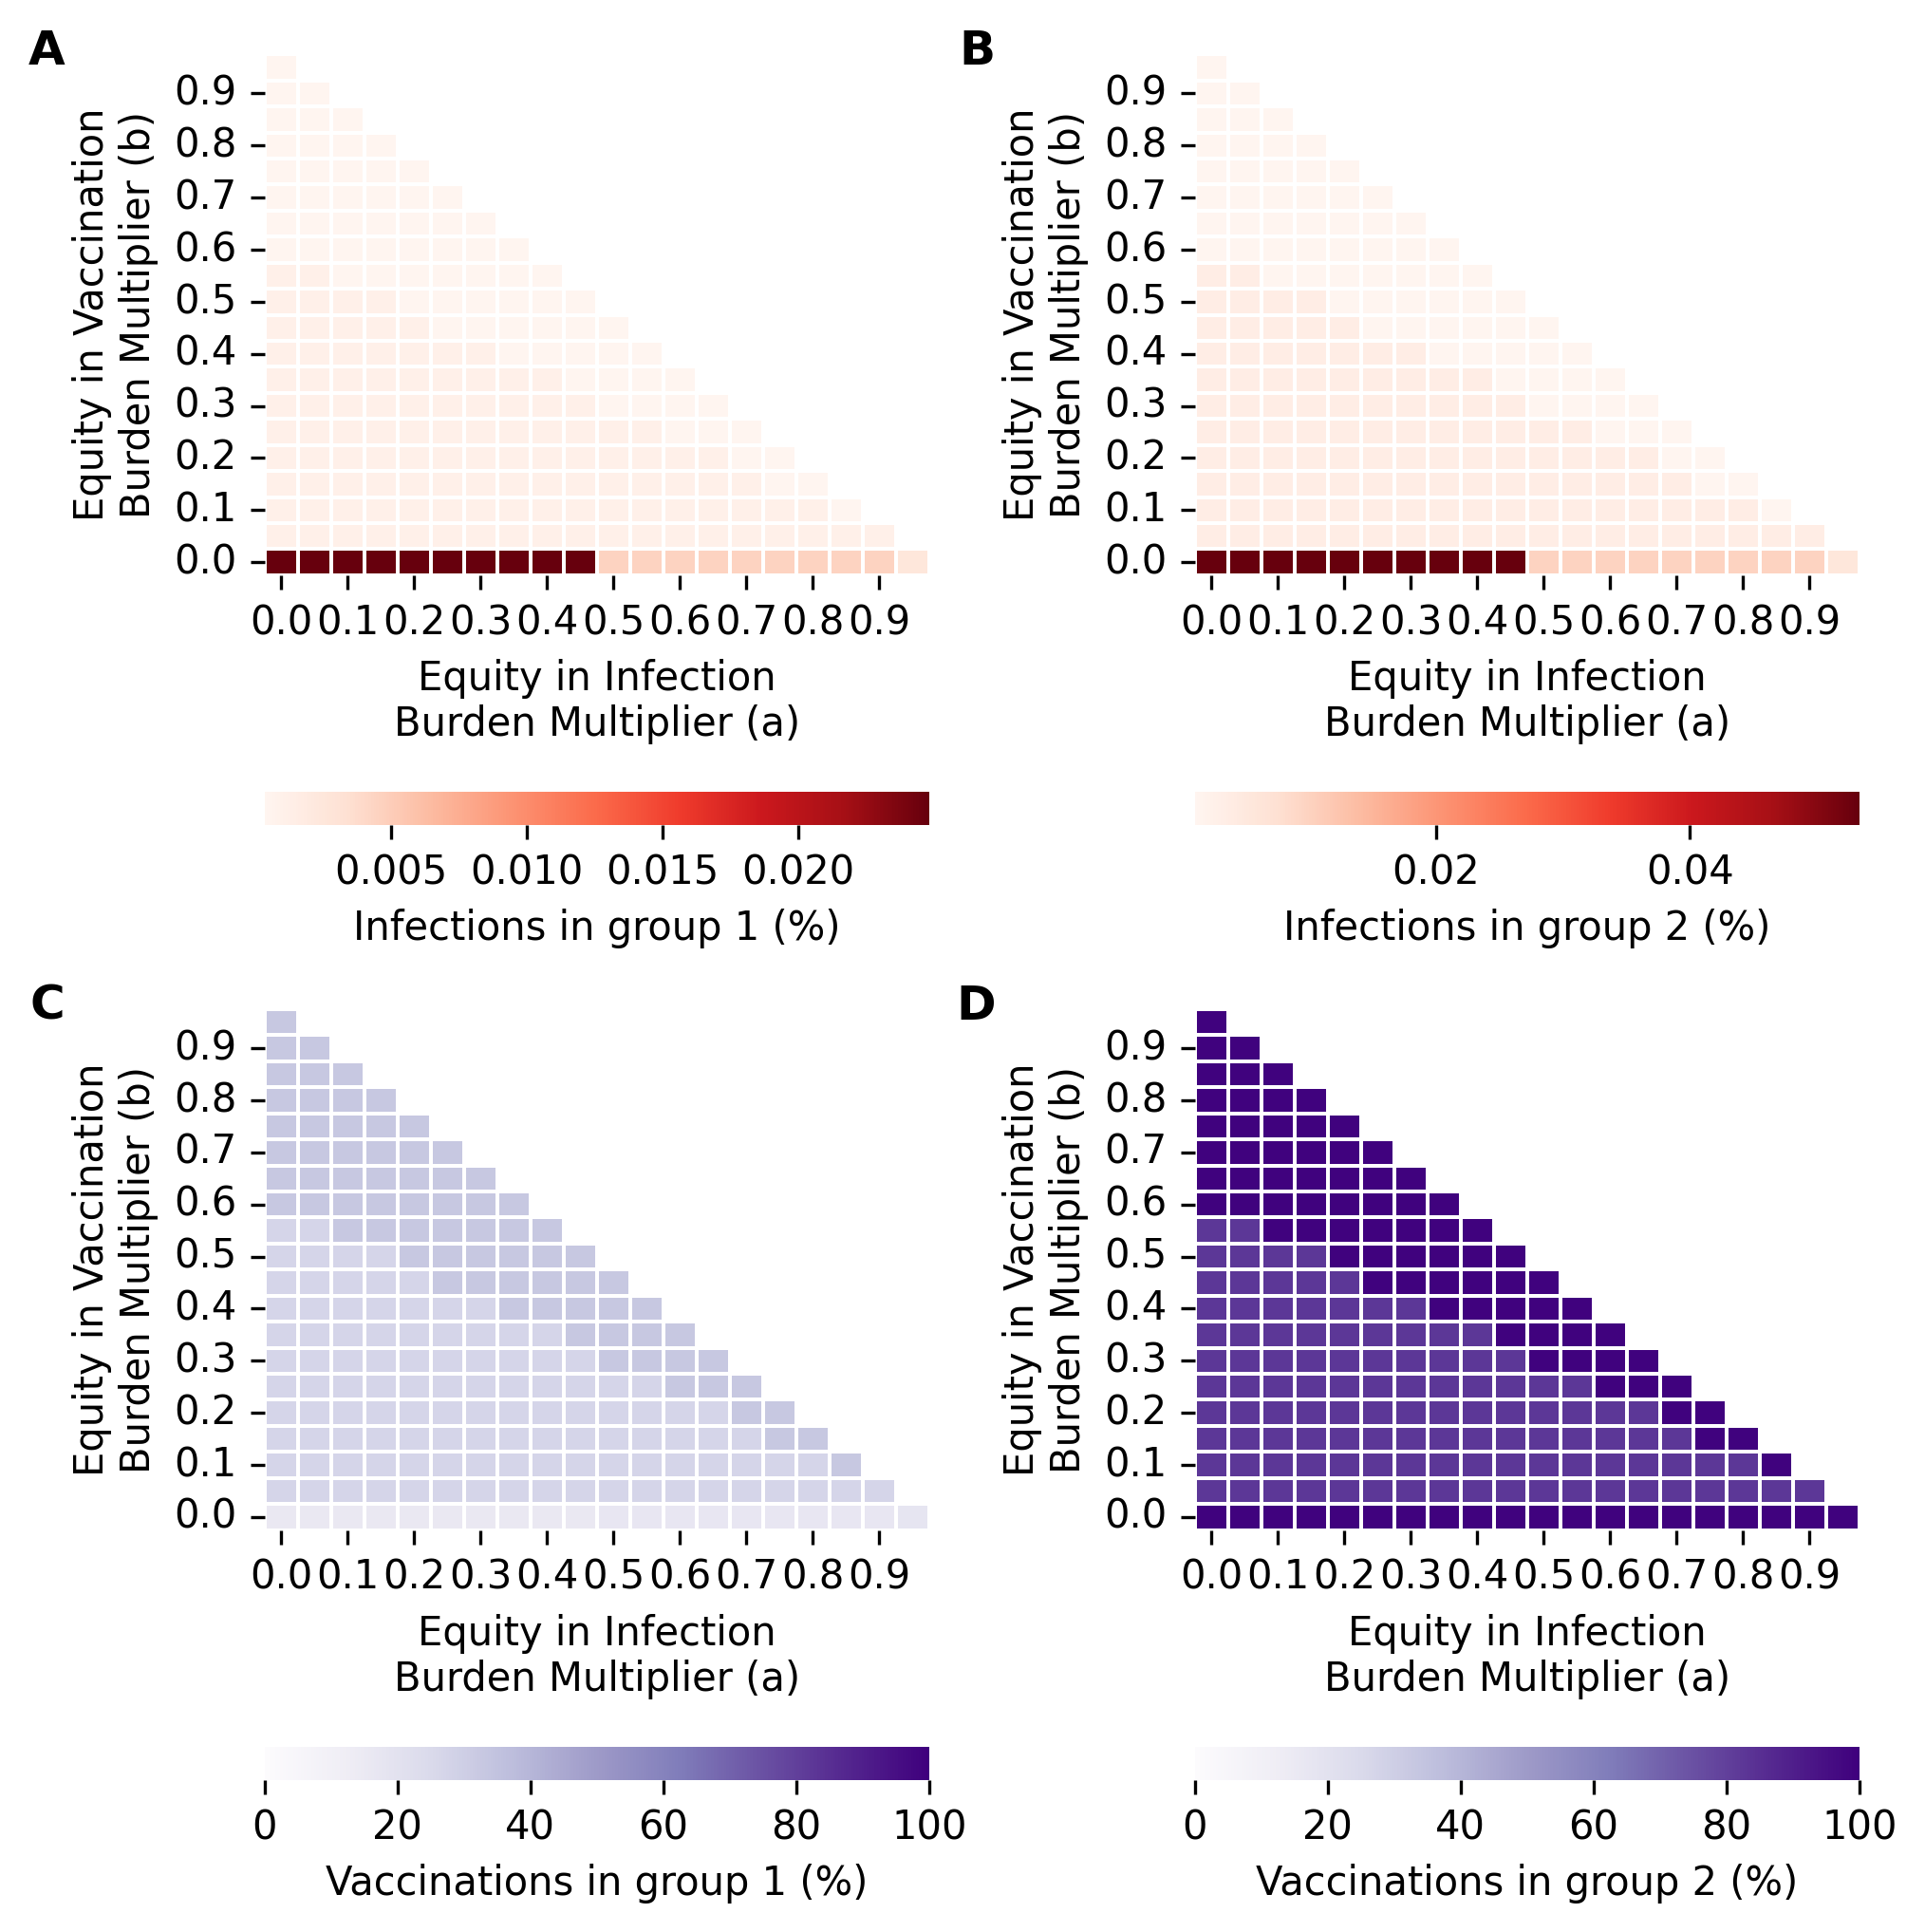 A
Equity in Vaccination
Burden Multiplier (b)
0.9
0.8
0.7
0.6
0.5
0.4
0.3
0.2
0.1
0.0
0.0 0.1 0.2 0.3 0.4 0.5 0.6 0.7 0.8 0.9
Equity in Infection
Burden Multiplier (a)
0.005 0.010 0.015 0.020
Infections in group 1 (%)
B
Equity in Vaccination
Burden Multiplier (b)
0.9
0.8
0.7
0.6
0.5
0.4
0.3
0.2
0.1
0.0
0.0 0.1 0.2 0.3 0.4 0.5 0.6 0.7 0.8 0.9
Equity in Infection
Burden Multiplier (a)
0.02 0.04
Infections in group 2 (%)
C
Equity in Vaccination
Burden Multiplier (b)
0.9
0.8
0.7
0.6
0.5
0.4
0.3
0.2
0.1
0.0
0.0 0.1 0.2 0.3 0.4 0.5 0.6 0.7 0.8 0.9
Equity in Infection
Burden Multiplier (a)
0 20 40 60 80 100
Vaccinations in group 1 (%)
D
Equity in Vaccination
Burden Multiplier (b)
0.9
0.8
0.7
0.6
0.5
0.4
0.3
0.2
0.1
0.0
0.0 0.1 0.2 0.3 0.4 0.5 0.6 0.7 0.8 0.9
Equity in Infection
Burden Multiplier (a)
0 20 40 60 80 100
Vaccinations in group 2 (%)